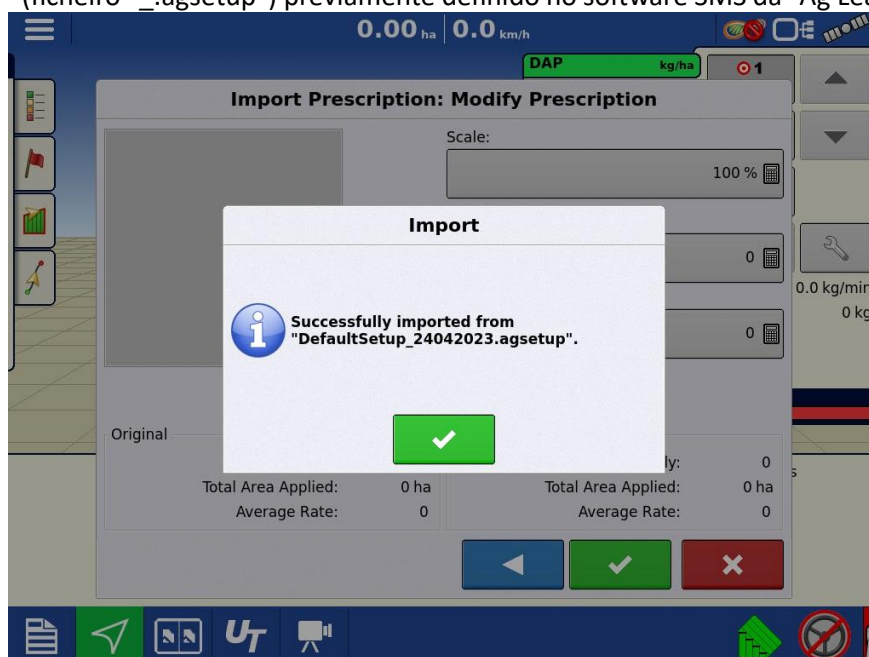 (ficheiro "_.agsetup") previamente definido no software SMS da "Ag Lea
0.00 ha 0.0 km/h
DAP kg/ha
1
Import Prescription: Modify Prescription
Scale:
100 %
Import
0
0.0 kg/min
0 kg
Successfully imported from
"DefaultSetup_24042023.agsetup".
0
Original
ly: 0
Total Area Applied: 0 ha
Total Area Applied: 0 ha
Average Rate: 0
Average Rate: 0
UT